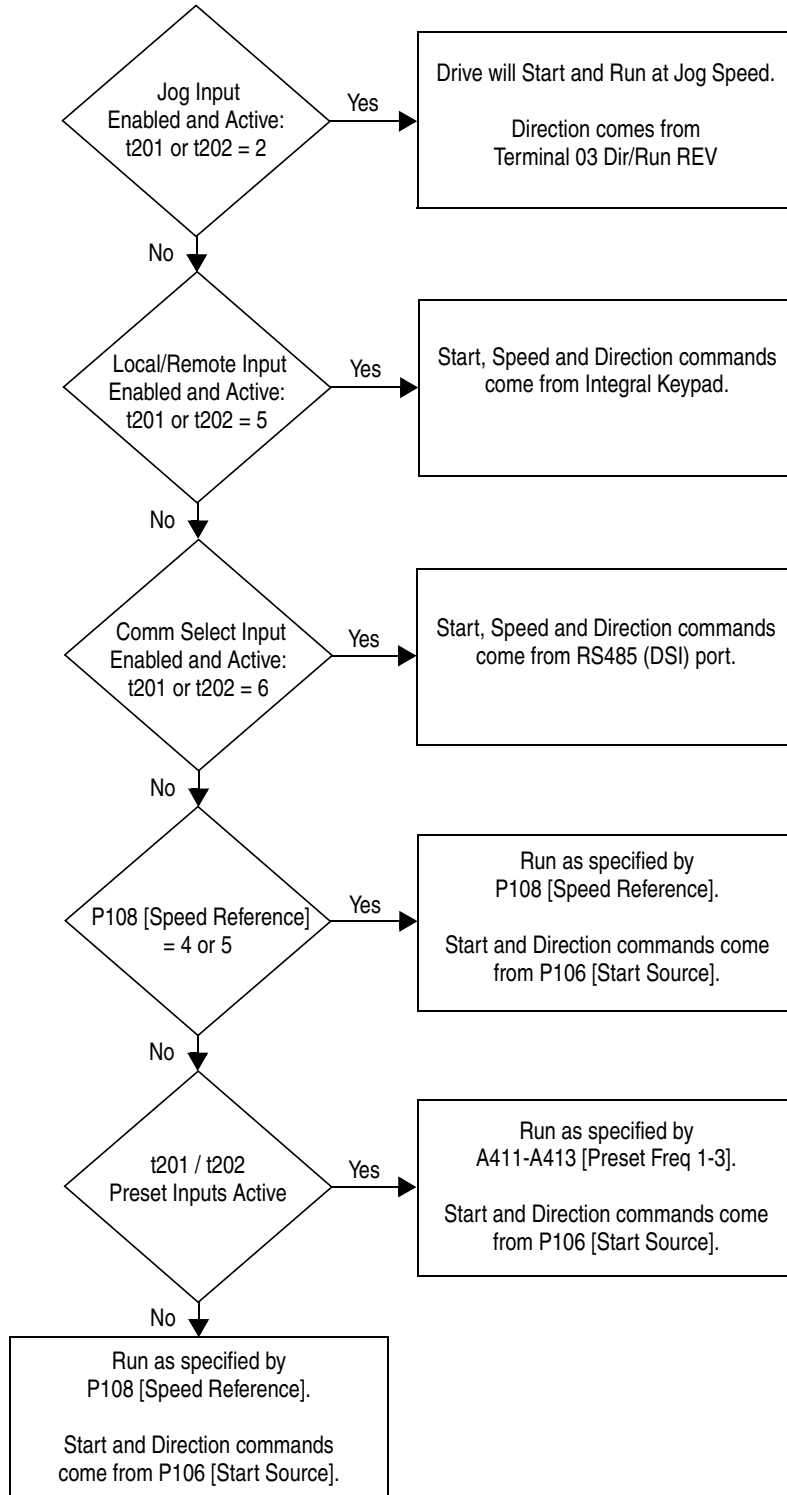 Jog Input
Enabled and Active:
t201 or t202 = 2
Yes
Drive will Start and Run at Jog Speed.
Direction comes from
Terminal 03 Dir/Run REV
No
Local/Remote Input
Enabled and Active:
t201 or t202 = 5
Yes
Start, Speed and Direction commands
come from Integral Keypad.
No
Comm Select Input
Enabled and Active:
t201 or t202 = 6
Yes
Start, Speed and Direction commands
come from RS485 (DSI) port.
No
P108 [Speed Reference]
= 4 or 5
Yes
Run as specified by
P108 [Speed Reference].
Start and Direction commands come
from P106 [Start Source].
No
t201 / t202
Preset Inputs Active
Yes
Run as specified by
A411-A413 [Preset Freq 1-3].
Start and Direction commands come
from P106 [Start Source].
No
Run as specified by
P108 [Speed Reference].
Start and Direction commands
come from P106 [Start Source].